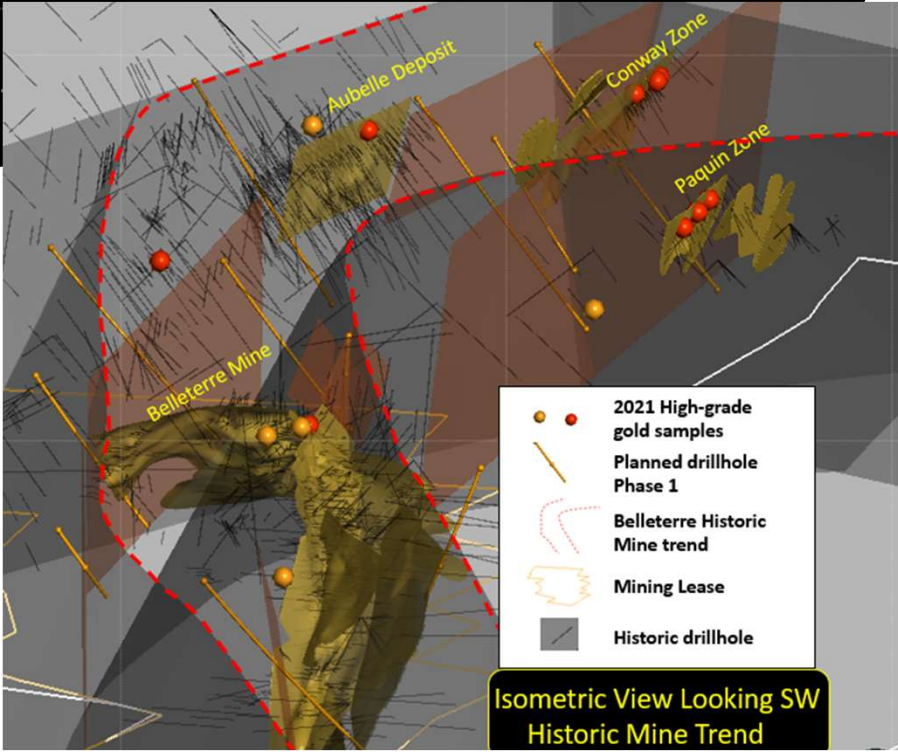 Aubelle Deposit
Conway Zone
Paquin Zone
Belleterre Mine
2021 High-grade
gold samples
Planned drillhole
Phase 1
Belleterre Historic
Mine trend
Mining Lease
Historic drillhole
Isometric View Looking SW
Historic Mine Trend